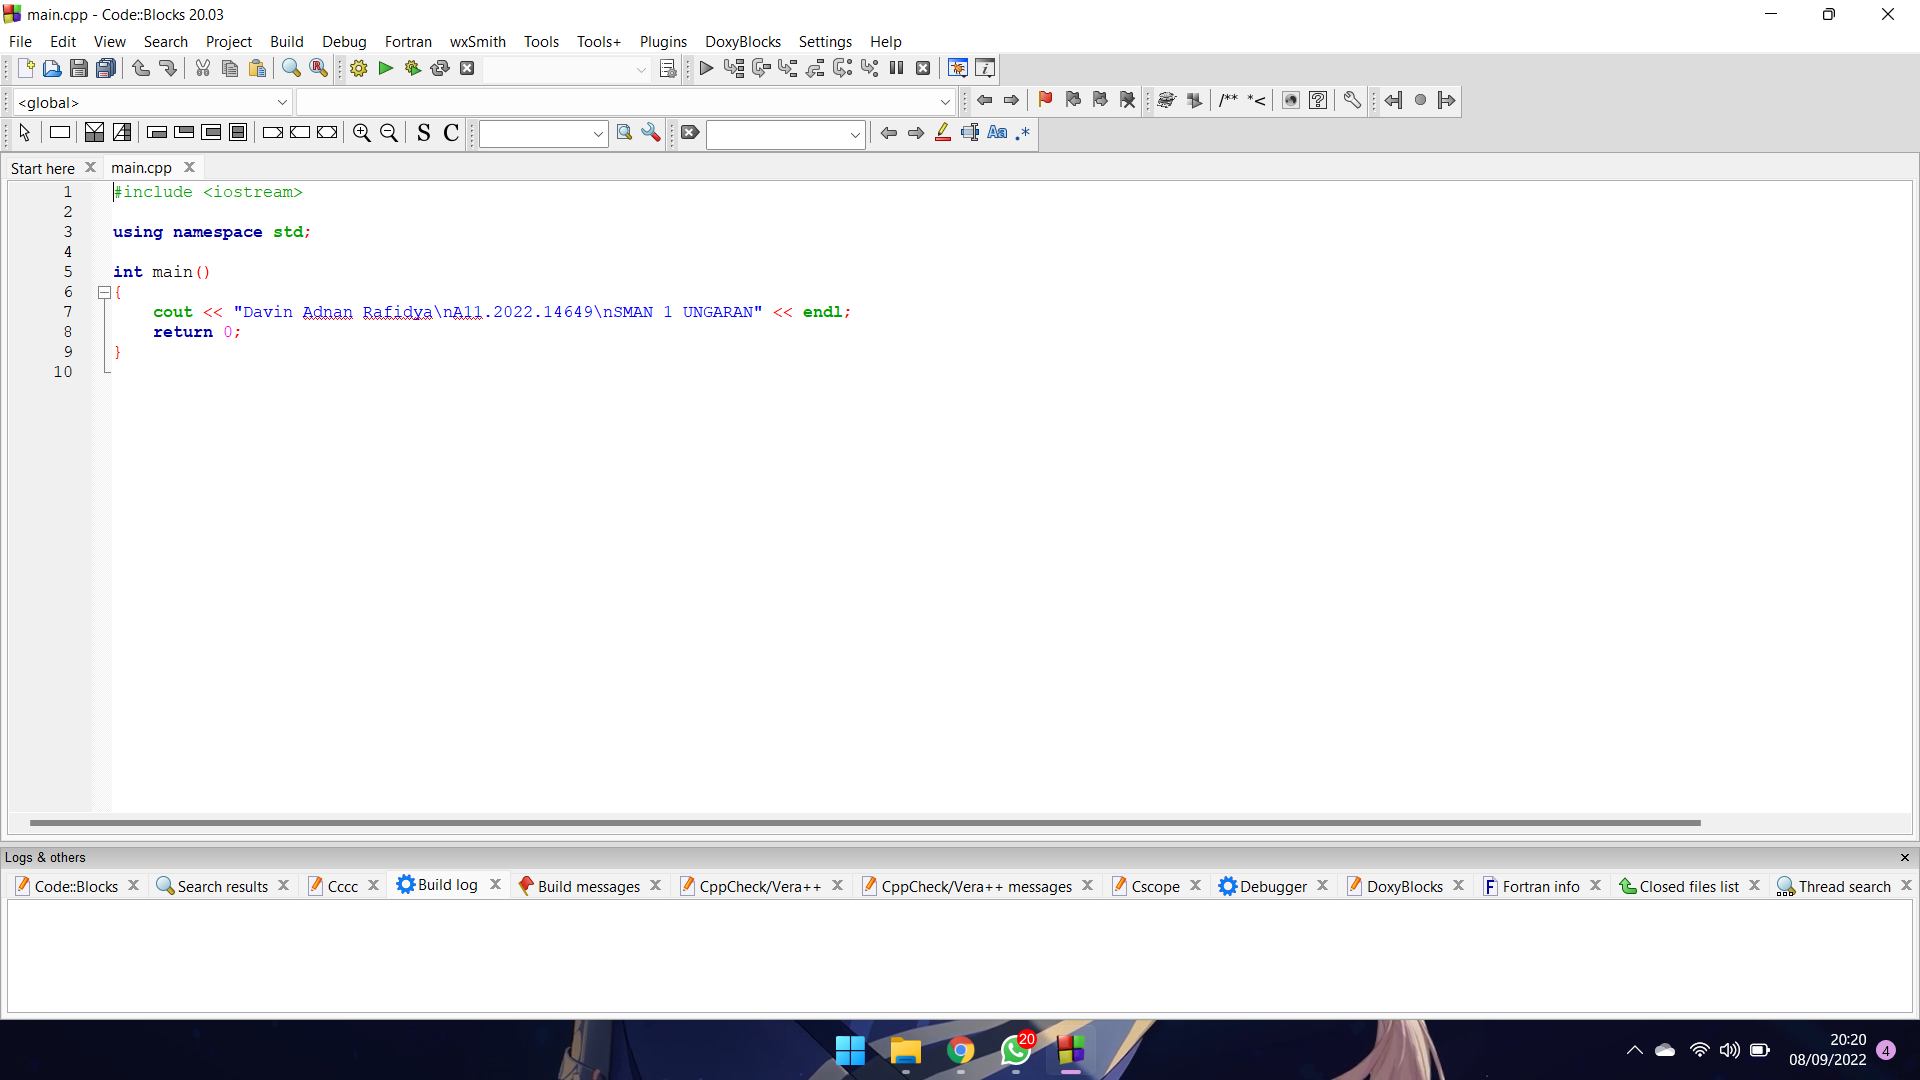 main.cpp - Code::Blocks 20.03
File Edit View Search Project Build Debug Fortran wxSmith Tools Tools+ Plugins DoxyBlocks Settings Help
<global>
/** *<
S C
Aa .*
Start here main.cpp
1 #include <iostream>
2
3 using namespace std;
4
5 int main()
6 {
7 cout << "Davin Adnan Rafidya\nA11.2022.14649\nSMAN 1 UNGARAN" << endl;
8 return 0;
9 }
10
Logs & others
Code::Blocks Search results Cccc Build log Build messages CppCheck/Vera++ CppCheck/Vera++ messages Cscope Debugger DoxyBlocks Fortran info Closed files list Thread search
20
20:20
08/09/2022
4